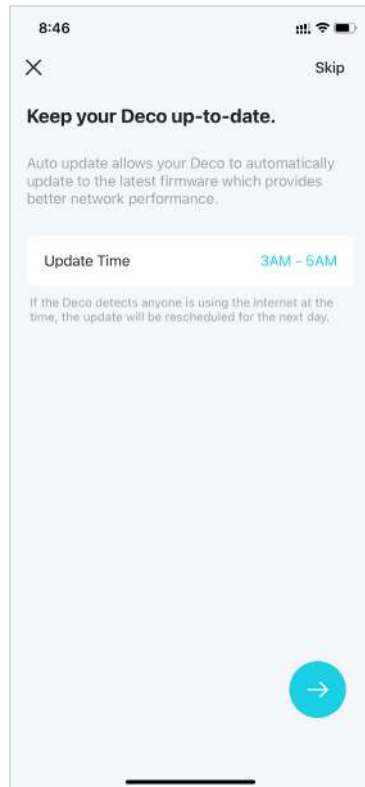 8:46
Skip
Keep your Deco up-to-date.
Auto update allows your Deco to automatically
update to the latest firmware which provides
better network performance.
Update Time 3AM - 5AM
If the Deco detects anyone is using the internet at the
time, the update will be rescheduled for the next day.